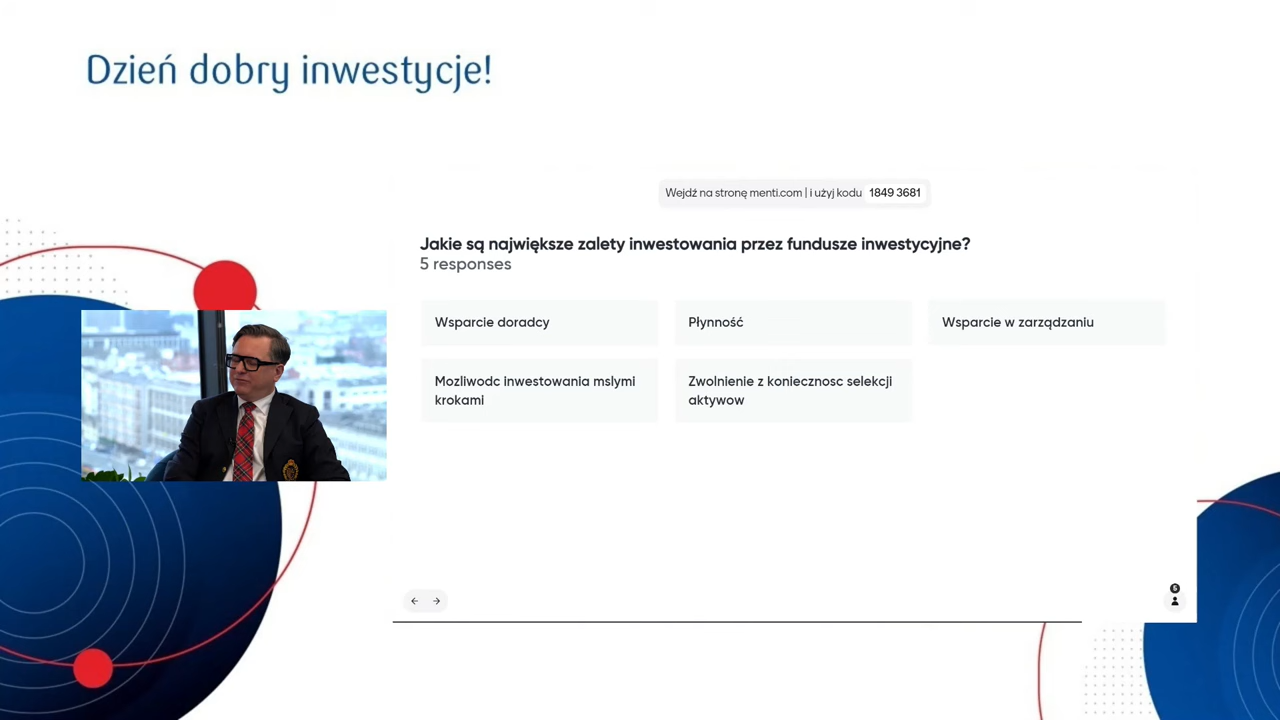 Dzień dobry inwestycje!
Wejdź na stronę menti.com | i użyj kodu 1849 3681
Jakie są największe zalety inwestowania przez fundusze inwestycyjne?
5 responses
Wsparcie doradcy
Płynność
Wsparcie w zarządzaniu
Mozliwodc inwestowania mslymi
krokami
Zwolnienie z koniecznosc selekcji
aktywow
5